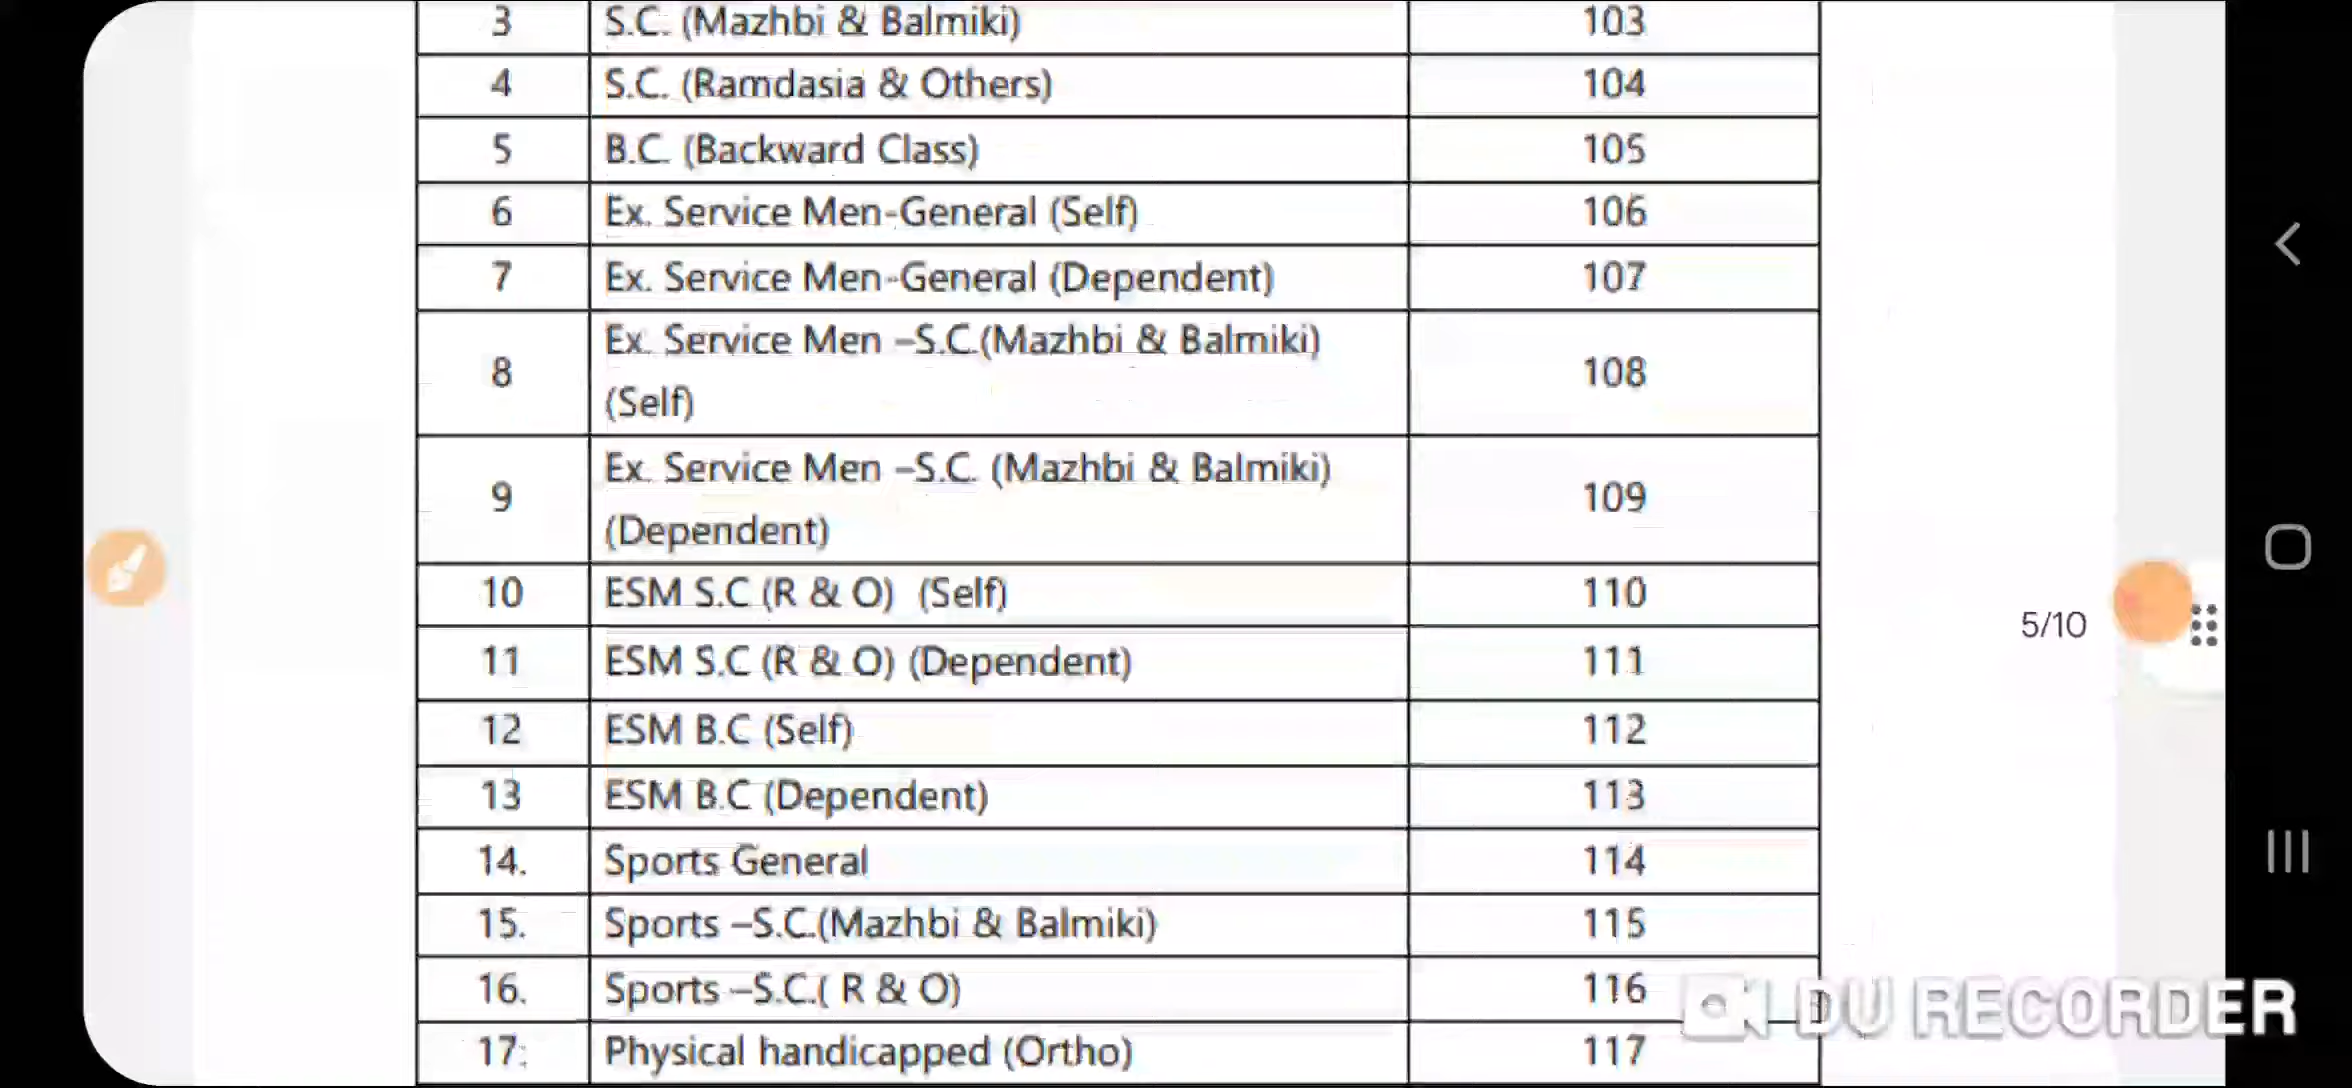 3 S.C. (Mazhbi & Balmiki) 103
4 S.C. (Ramdasia & Others) 104
5 B.C. (Backward Class) 105
6 Ex. Service Men-General (Self) 106
7 Ex. Service Men-General (Dependent) 107
8 Ex. Service Men –S.C.(Mazhbi & Balmiki) 108
(Self)
9 Ex. Service Men –S.C. (Mazhbi & Balmiki) 109
(Dependent)
10 ESM S.C (R & O) (Self) 110
11 ESM S.C (R & O) (Dependent) 111
12 ESM B.C (Self) 112
13 ESM B.C (Dependent) 113
14. Sports General 114
15. Sports –S.C.(Mazhbi & Balmiki) 115
16. Sports –S.C.( R & O) 116
17. Physical handicapped (Ortho) 117
5/10
DU RECORDER